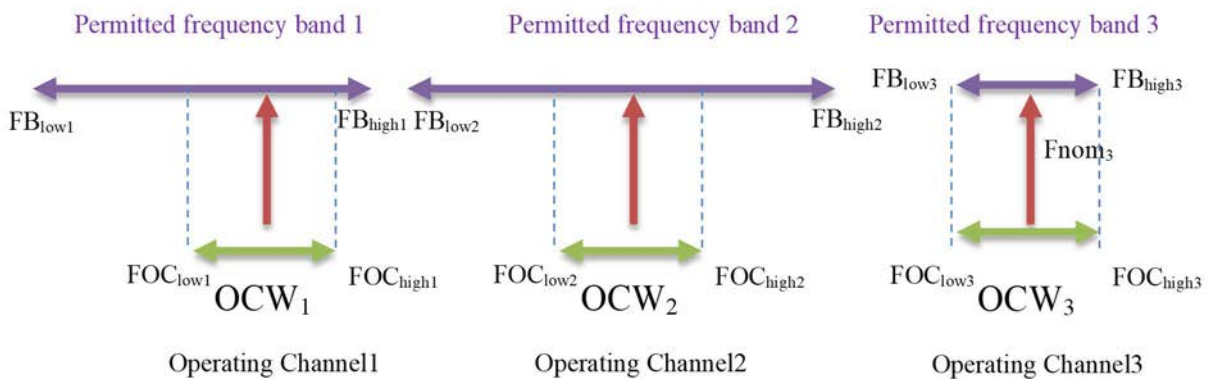 Permitted frequency band 1
Permitted frequency band 2
Permitted frequency band 3
FBlow1
FBhigh1
FBlow2
FBhigh2
FBlow3
FBhigh3
Fnom3
FOClow1
FOChigh1
FOClow2
FOChigh2
FOClow3
FOChigh3
OCW1
OCW2
OCW3
Operating Channel1
Operating Channel2
Operating Channel3